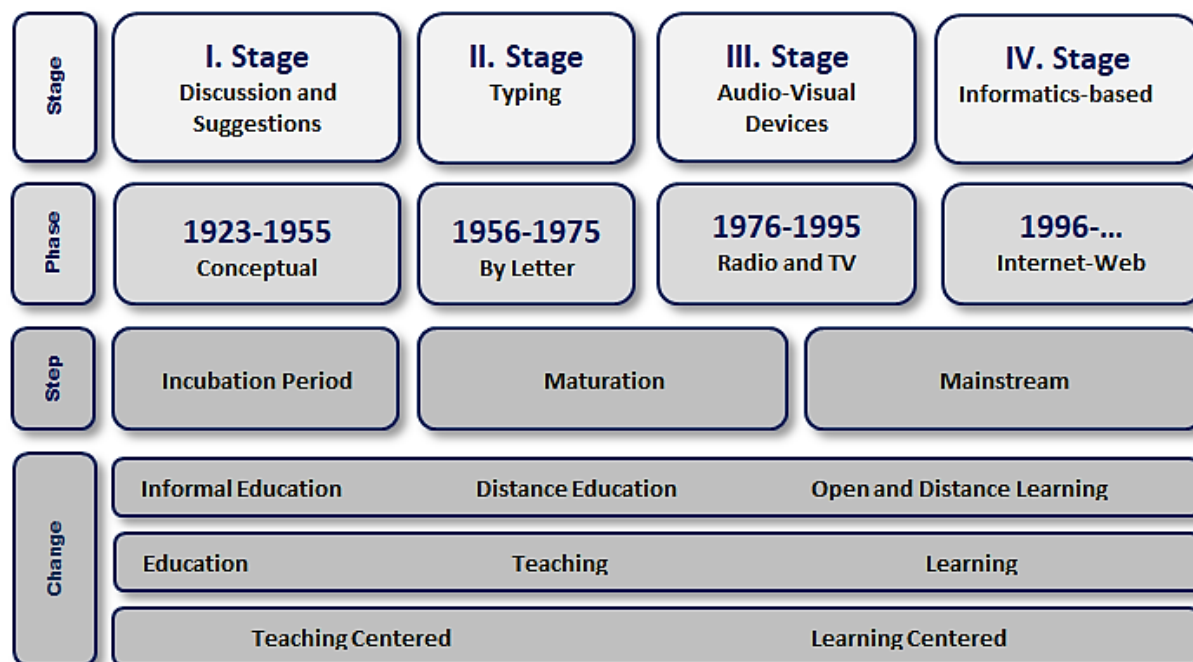 Stage
I. Stage
Discussion and
Suggestions
II. Stage
Typing
III. Stage
Audio-Visual
Devices
IV. Stage
Informatics-based
Phase
1923-1955
Conceptual
1956-1975
By Letter
1976-1995
Radio and TV
1996-...
Internet-Web
Step
Incubation Period
Maturation
Mainstream
Change
Informal Education
Distance Education
Open and Distance Learning
Education
Teaching
Learning
Teaching Centered
Learning Centered